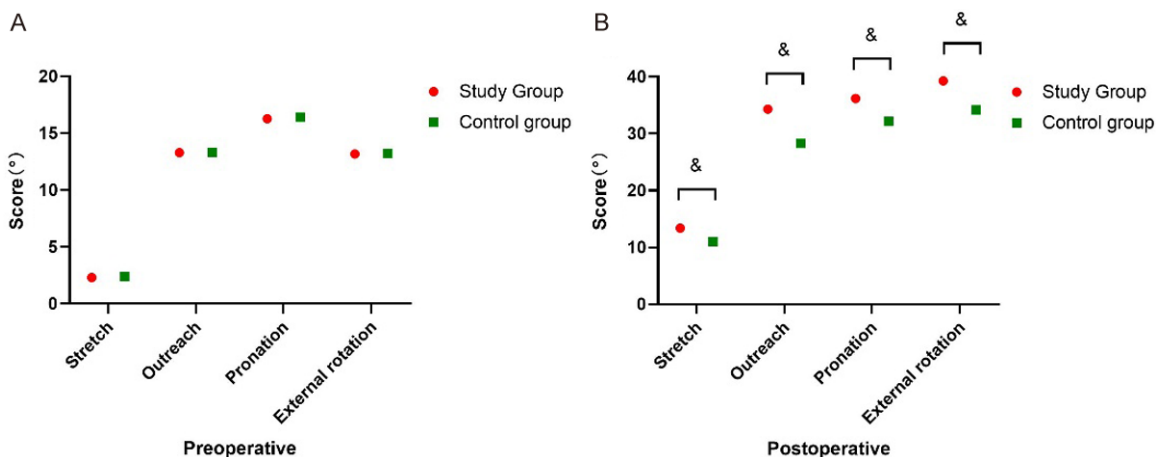 A
20
15
10
5
0
Score(°)
Stretch
Outreach
Pronation
External rotation
Preoperative
Study Group
Control group
B
40
30
20
10
0
Score(°)
&
&
&
&
Stretch
Outreach
Pronation
External rotation
Postoperative
Study Group
Control group